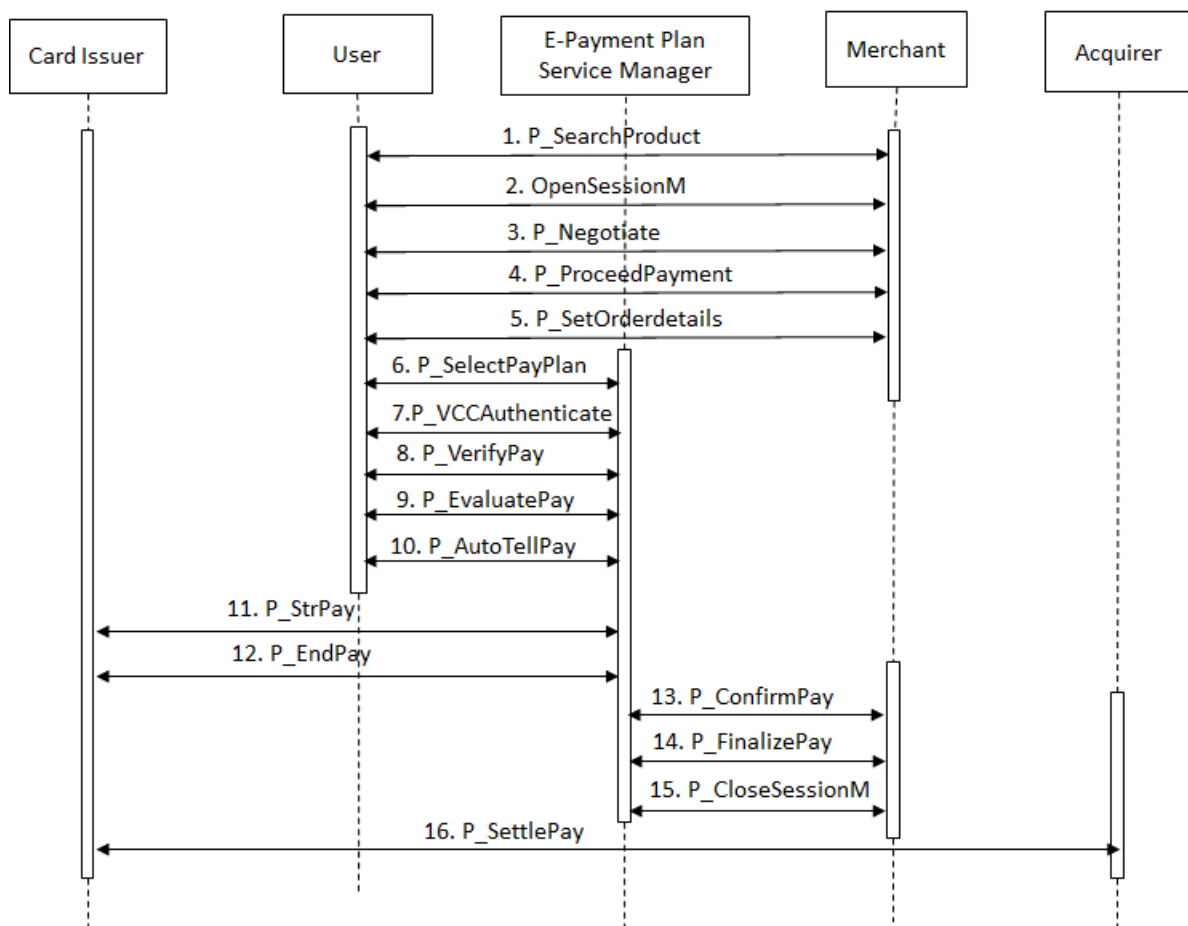 Card Issuer
User
E-Payment Plan
Service Manager
Merchant
Acquirer
1. P_SearchProduct
2. OpenSessionM
3. P_Negotiate
4. P_ProceedPayment
5. P_SetOrderdetails
6. P_SelectPayPlan
7.P_VCCAuthenticate
8. P_VerifyPay
9. P_EvaluatePay
10. P_AutoTellPay
11. P_StrPay
12. P_EndPay
13. P_ConfirmPay
14. P_FinalizePay
15. P_CloseSessionM
16. P_SettlePay